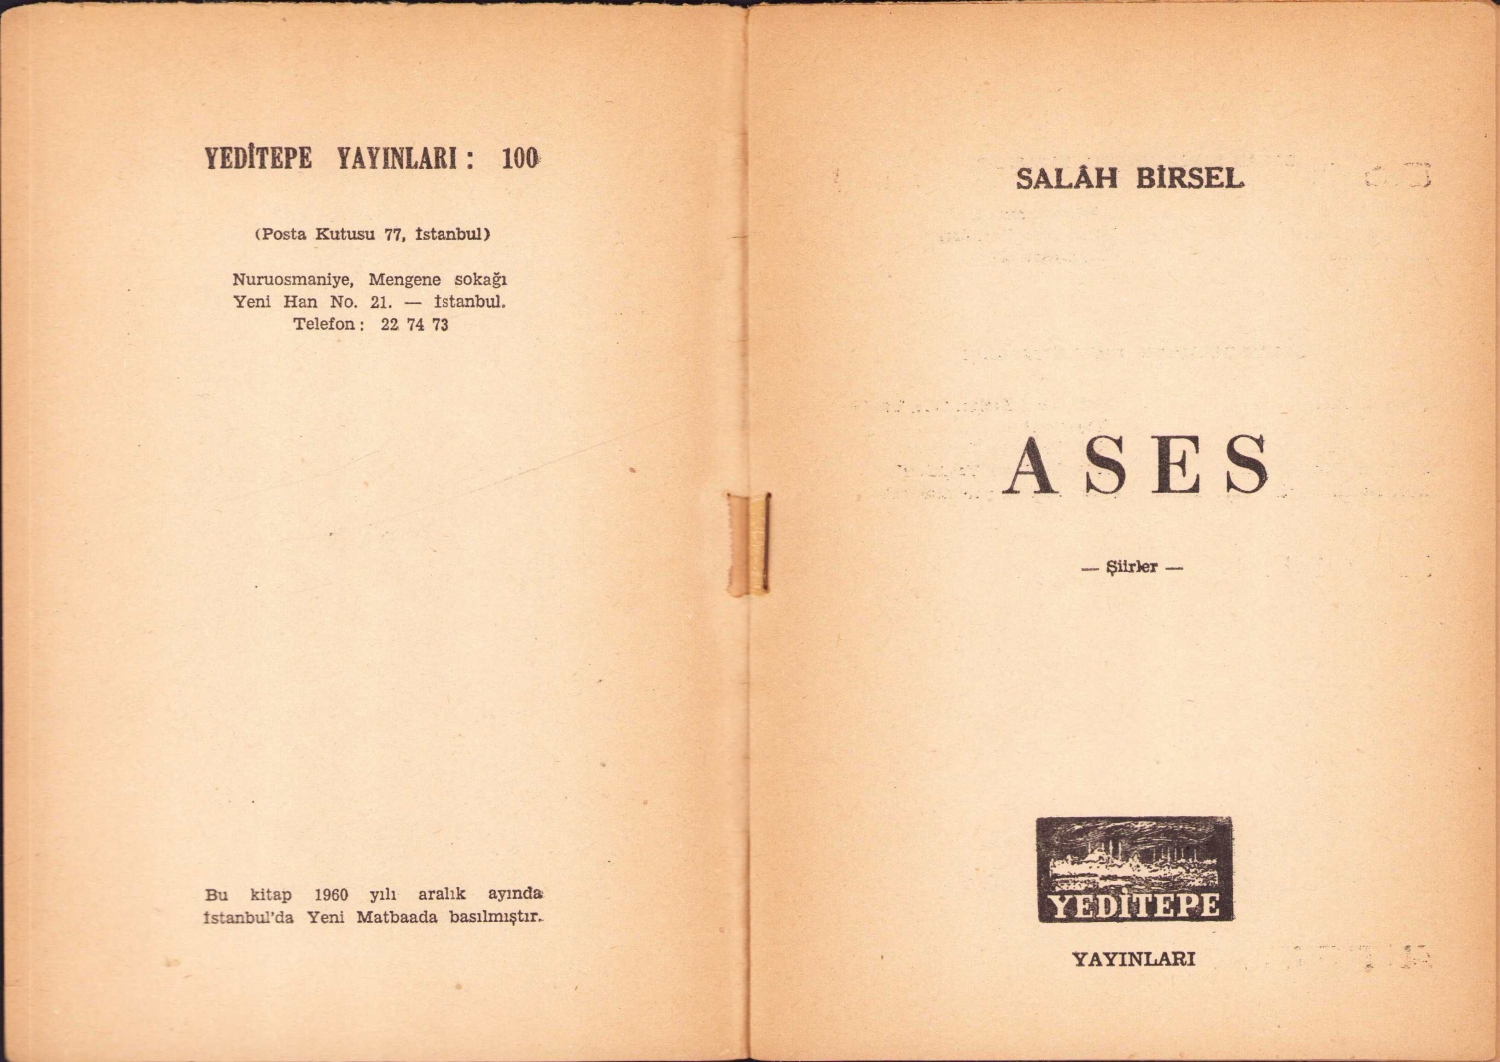 YEDİTEPE YAYINLARI : 100
(Posta Kutusu 77, İstanbul)
Nuruosmaniye, Mengene sokağı
Yeni Han No. 21. — İstanbul.
Telefon : 22 74 73
Bu kitap 1960 yılı aralık ayında
İstanbul'da Yeni Matbaada basılmıştır.
SALÂH BİRSEL
ASES
— Şiirler —
YEDİTEPE
YAYINLARI